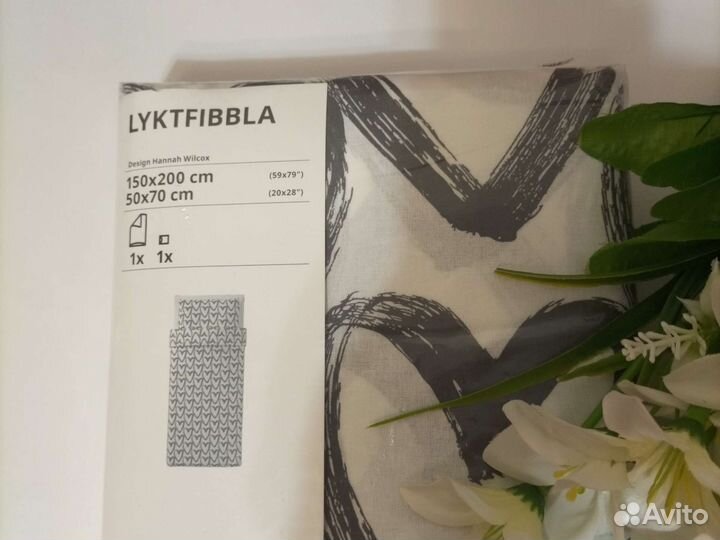 LYKTFIBBLA
Design Hannah Wilcox
150x200 cm (59x79")
50x70 cm (20x28")
1x 1x
Avito